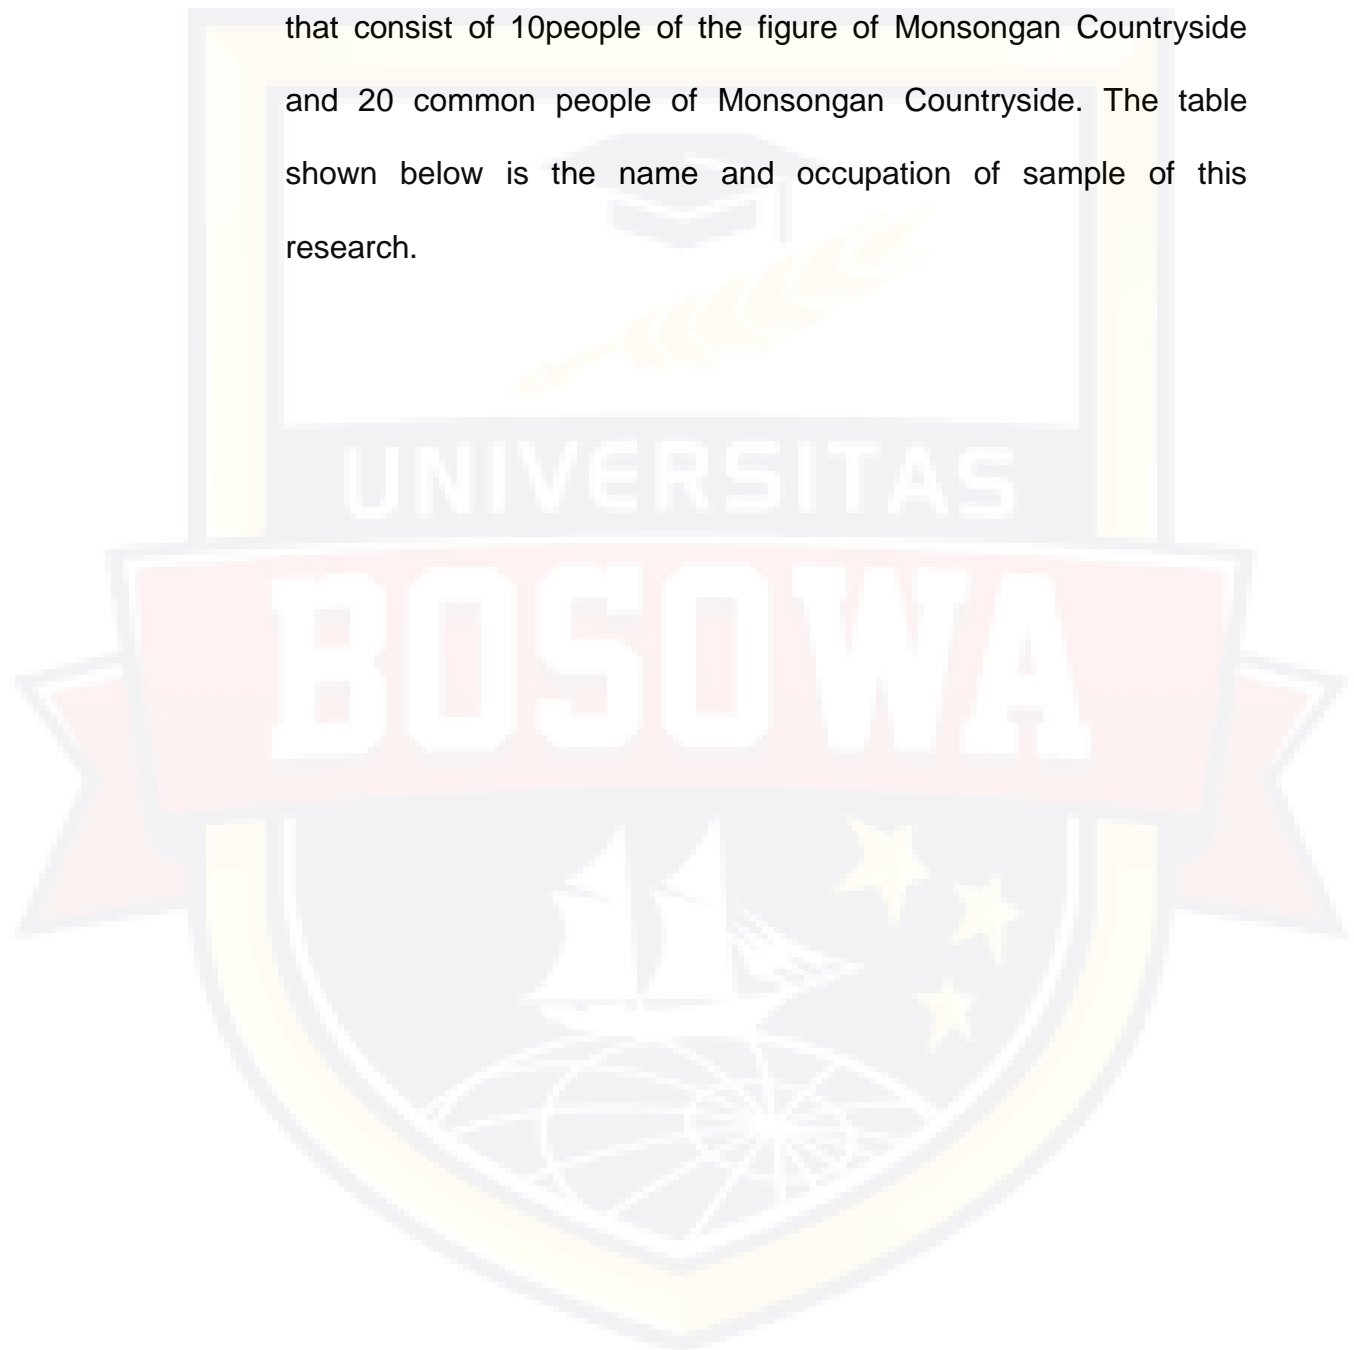 that consist of 10people of the figure of Monsongan Countryside
and 20 common people of Monsongan Countryside. The table
shown below is the name and occupation of sample of this
research.
UNIVERSITAS
BOSOWA